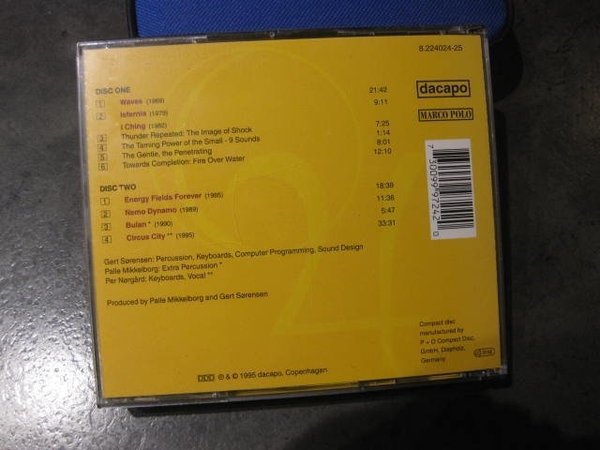 8.224024-25
DISC ONE
1 Waves (1969) 21:42
2 Isternia (1979) 9:11
I Ching (1982)
3 Thunder Repeated: The Image of Shock 7:25
4 The Taming Power of the Small - 9 Sounds 1:14
5 The Gentle, the Penetrating 8:01
6 Towards Completion: Fire Over Water 12:10
DISC TWO
1 Energy Fields Forever (1985) 18:39
2 Nemo Dynamo (1989) 11:36
3 Bulan * (1990) 5:47
4 Circus City ** (1995) 33:31
Gert Sørensen: Percussion, Keyboards, Computer Programming, Sound Design
Palle Mikkelborg: Extra Percussion *
Per Nørgård: Keyboards, Vocal **
Produced by Palle Mikkelborg and Gert Sørensen
dacapo
MARCO POLO
7 30099 97242 0
Compact disc
manufactured by
P + O Compact Disc,
GmbH, Diepholz,
Germany
DDD ℗ & © 1995 dacapo, Copenhagen